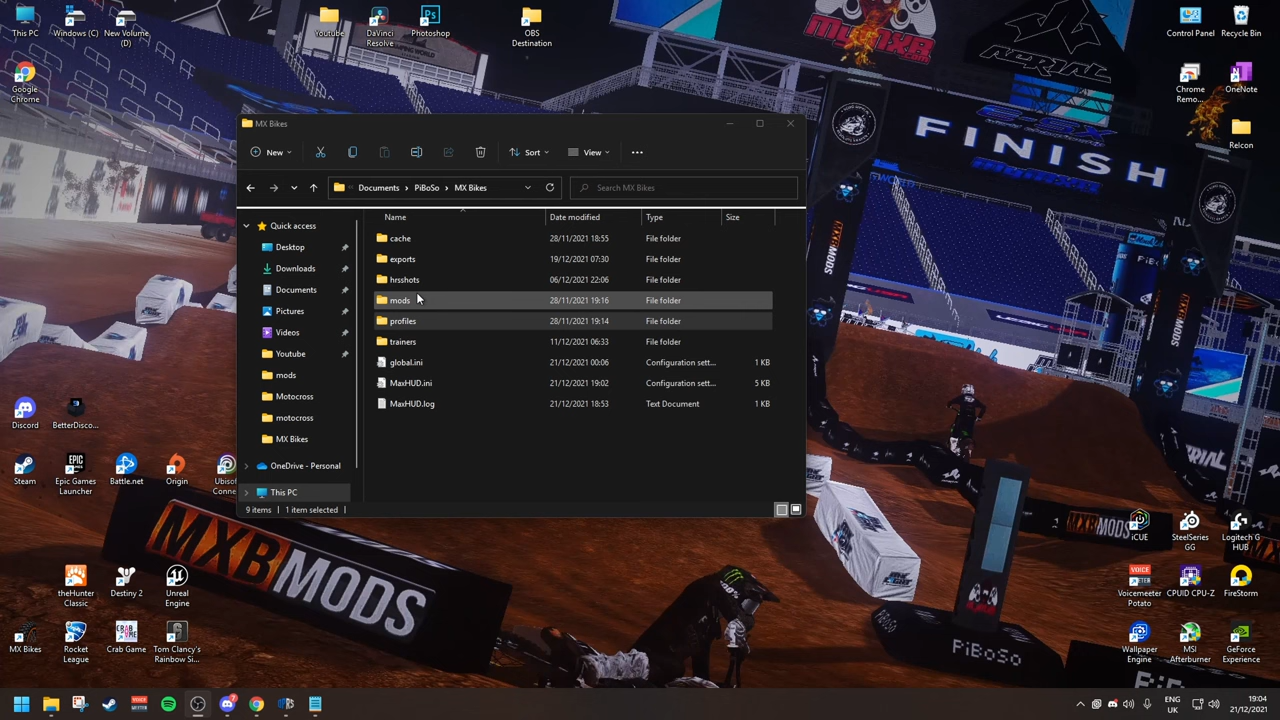 This PC
Windows (C)
New Volume (D)
Youtube
DaVinci Resolve
Photoshop
OBS Destination
Control Panel
Recycle Bin
Google Chrome
Chrome Remo...
OneNote
Relcon
MX Bikes
New
Sort
View
Documents
PiBoSo
MX Bikes
Search MX Bikes
Name
Date modified
Type
Size
Quick access
Desktop
Downloads
Documents
Pictures
Videos
Youtube
mods
Motocross
motocross
MX Bikes
OneDrive - Personal
This PC
cache 28/11/2021 18:55 File folder
exports 19/12/2021 07:30 File folder
hrsshots 06/12/2021 22:06 File folder
mods 28/11/2021 19:16 File folder
profiles 28/11/2021 19:14 File folder
trainers 11/12/2021 06:33 File folder
global.ini 21/12/2021 00:06 Configuration sett... 1 KB
MaxHUD.ini 21/12/2021 19:02 Configuration sett... 5 KB
MaxHUD.log 21/12/2021 18:53 Text Document 1 KB
9 items
1 item selected
Discord
BetterDisco...
Steam
Epic Games Launcher
Battle.net
Origin
Ubisof Conne
theHunter Classic
Destiny 2
Unreal Engine
MX Bikes
Rocket League
Crab Game
Tom Clancy's Rainbow Si...
iCUE
SteelSeries GG
Logitech G HUB
Voicemeeter Potato
CPUID CPU-Z
FireStorm
Wallpaper Engine
MSI Afterburner
GeForce Experience
AERIAL
FINISH
MXBMODS
MXBMODS
PiBoSo
ENG
UK
19:04
21/12/2021